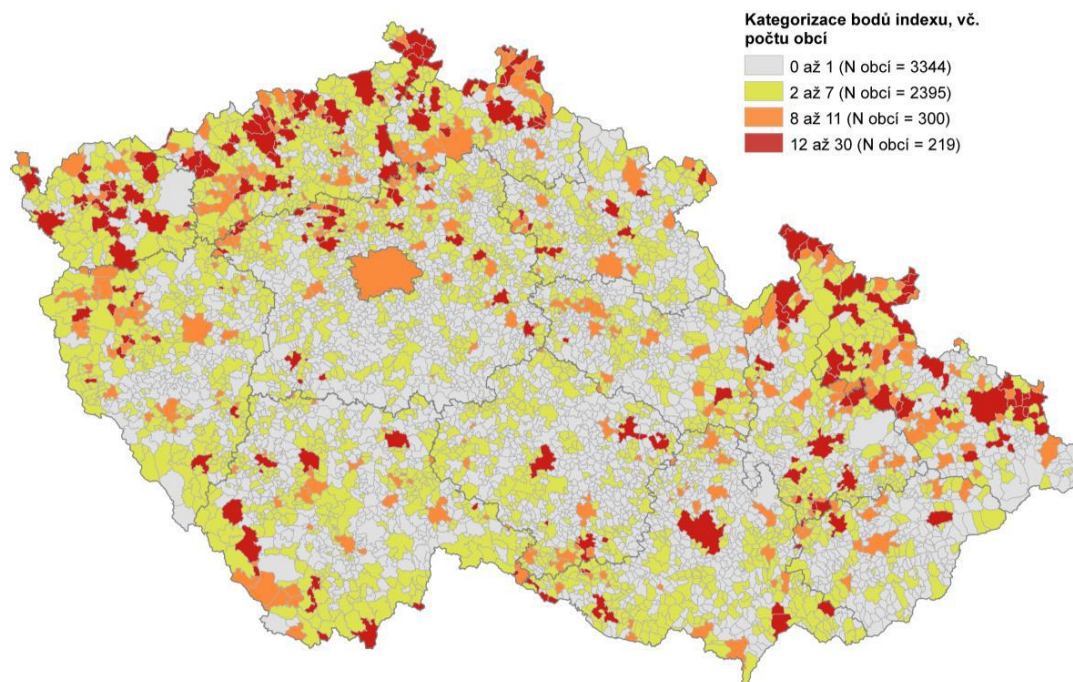 Kategorizace bodů indexu, vč.
počtu obcí
0 až 1 (N obcí = 3344)
2 až 7 (N obcí = 2395)
8 až 11 (N obcí = 300)
12 až 30 (N obcí = 219)